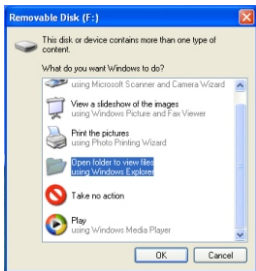 Removable Disk (F:)
This disk or device contains more than one type of
content.
What do you want Windows to do?
using Microsoft Scanner and Camera Wizard
View a slideshow of the images
using Windows Picture and Fax Viewer
Print the pictures
using Photo Printing Wizard
Open folder to view files
using Windows Explorer
Take no action
Play
using Windows Media Player
OK Cancel